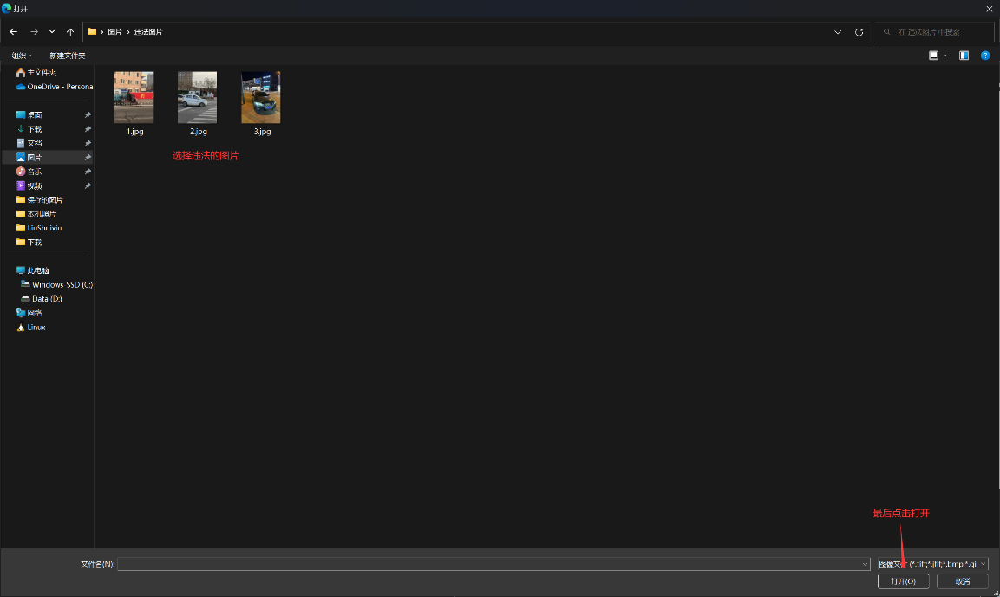 打开
图片 › 违法图片
在 违法图片 中搜索
组织
新建文件夹
主文件夹
OneDrive - Persona
桌面
下载
文档
图片
音乐
视频
保存的图片
本机照片
LiuShuixiu
下载
此电脑
Windows-SSD (C:)
Data (D:)
网络
Linux
1.jpg
2.jpg
3.jpg
选择违法的图片
最后点击打开
文件名(N):
图像文件 (*.tiff;*.jfif;*.bmp;*.gi
打开(O)
取消